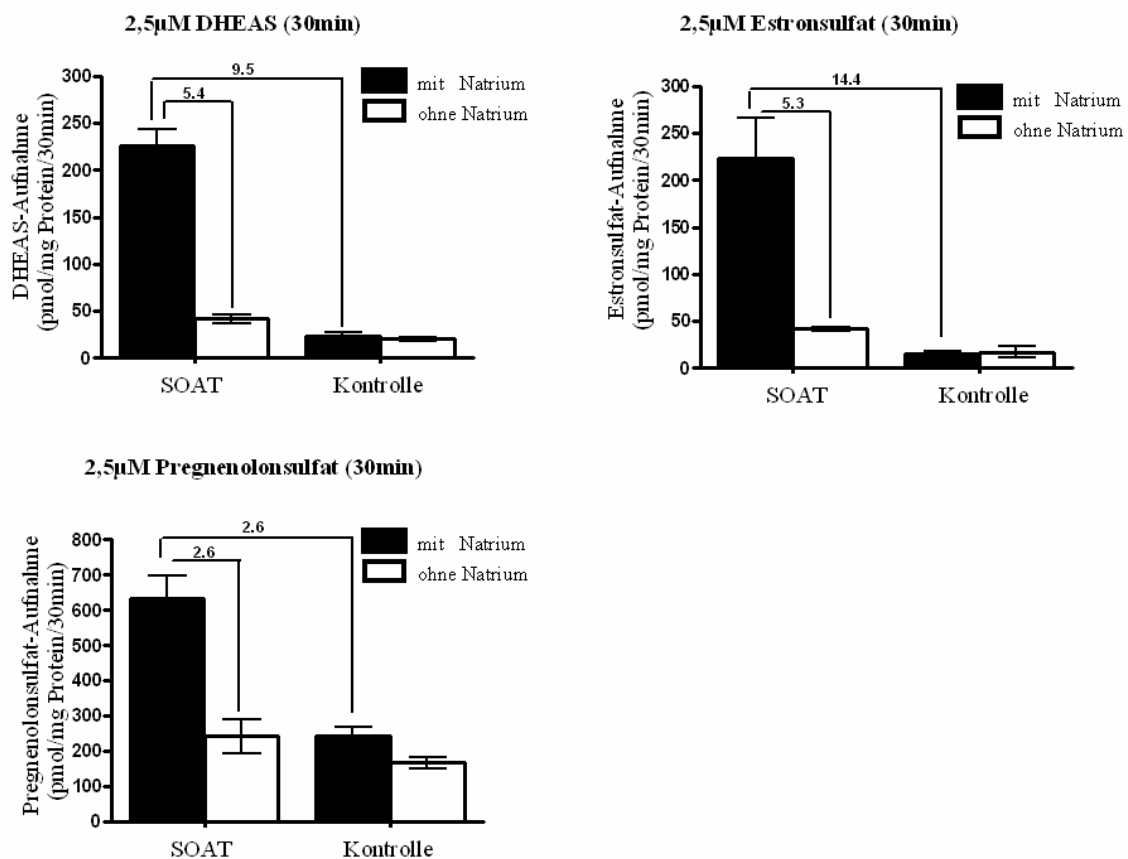 2,5µM DHEAS (30min)
DHEAS-Aufnahme
(pmol/mg Protein/30min)
300
250
200
150
100
50
0
9.5
5.4
mit Natrium
ohne Natrium
SOAT
Kontrolle
2,5µM Estronsulfat (30min)
Estronsulfat-Aufnahme
(pmol/mg Protein/30min)
300
250
200
150
100
50
0
14.4
5.3
mit Natrium
ohne Natrium
SOAT
Kontrolle
2,5µM Pregnenolonsulfat (30min)
Pregnenolonsulfat-Aufnahme
(pmol/mg Protein/30min)
800
700
600
500
400
300
200
100
0
2.6
2.6
mit Natrium
ohne Natrium
SOAT
Kontrolle